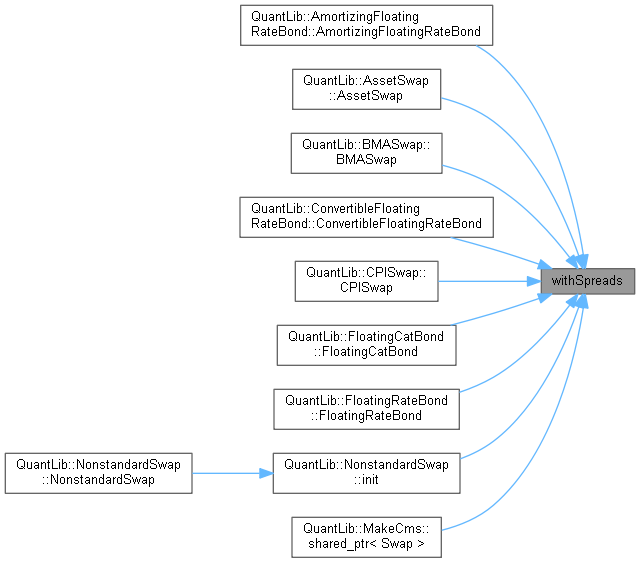 QuantLib::AmortizingFloating
RateBond::AmortizingFloatingRateBond
QuantLib::AssetSwap
::AssetSwap
QuantLib::BMASwap::
BMASwap
QuantLib::ConvertibleFloating
RateBond::ConvertibleFloatingRateBond
QuantLib::CPISwap::
CPISwap
withSpreads
QuantLib::FloatingCatBond
::FloatingCatBond
QuantLib::FloatingRateBond
::FloatingRateBond
QuantLib::NonstandardSwap
::NonstandardSwap
QuantLib::NonstandardSwap
::init
QuantLib::MakeCms::
shared_ptr< Swap >